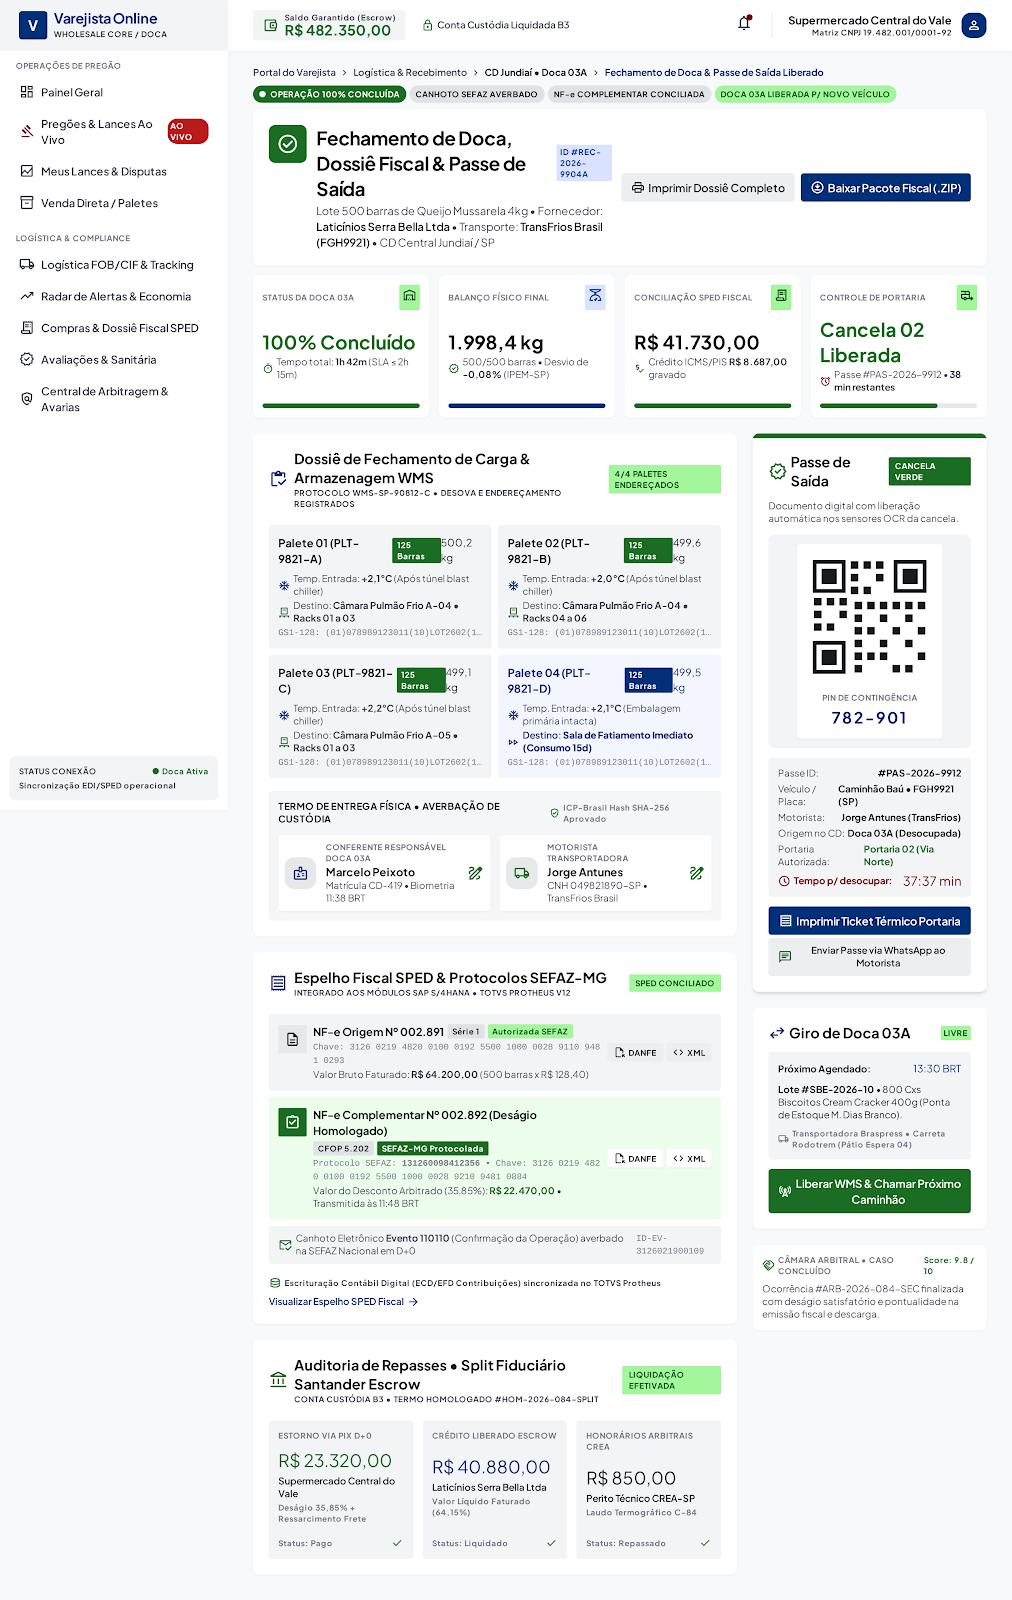 V
Varejista Online
WHOLESALE CORE / DOCA
Saldo Garantido (Escrow)
R$ 482.350,00
Conta Custódia Liquidada B3
Supermercado Central do Vale
Matriz CNPJ 19.482.001/0001-92
OPERAÇÕES DE PREGÃO
Painel Geral
Pregões & Lances Ao Vivo
AO VIVO
Meus Lances & Disputas
Venda Direta / Paletes
LOGÍSTICA & COMPLIANCE
Logística FOB/CIF & Tracking
Radar de Alertas & Economia
Compras & Dossiê Fiscal SPED
Avaliações & Sanitária
Central de Arbitragem &
Avarias
STATUS CONEXÃO
Doca Ativa
Sincronização EDI/SPED operacional
Portal do Varejista > Logística & Recebimento > CD Jundiaí • Doca 03A > Fechamento de Doca & Passe de Saída Liberado
OPERAÇÃO 100% CONCLUÍDA
CANHOTO SEFAZ AVERBADO
NF-e COMPLEMENTAR CONCILIADA
DOCA 03A LIBERADA P/ NOVO VEÍCULO
Fechamento de Doca,
Dossiê Fiscal & Passe de
Saída
ID #REC-
2026-
9904A
Lote 500 barras de Queijo Mussarela 4kg • Fornecedor:
Laticínios Serra Bella Ltda • Transporte: TransFrios Brasil
(FGH9921) • CD Central Jundiaí / SP
Imprimir Dossiê Completo
Baixar Pacote Fiscal (.ZIP)
STATUS DA DOCA 03A
100% Concluído
Tempo total: 1h 42m (SLA ≤ 2h
15m)
BALANÇO FÍSICO FINAL
1.998,4 kg
500/500 barras • Desvio de
-0,08% (IPEM-SP)
CONCILIAÇÃO SPED FISCAL
R$ 41.730,00
Crédito ICMS/PIS R$ 8.687,00
gravado
CONTROLE DE PORTARIA
Cancela 02
Liberada
Passe #PAS-2026-9912 • 38
min restantes
Dossiê de Fechamento de Carga &
Armazenagem WMS
PROTOCOLO WMS-SP-90812-C • DESOVA E ENDEREÇAMENTO
REGISTRADOS
4/4 PALETES
ENDEREÇADOS
Palete 01 (PLT-
9821-A)
125
Barras
500,2
kg
Temp. Entrada: +2,1°C (Após túnel blast
chiller)
Destino: Câmara Pulmão Frio A-04 •
Racks 01 a 03
GS1-128: (01)078989123011(10)LOT2602(1...
Palete 02 (PLT-
9821-B)
125
Barras
499,6
kg
Temp. Entrada: +2,0°C (Após túnel blast
chiller)
Destino: Câmara Pulmão Frio A-04 •
Racks 04 a 06
GS1-128: (01)078989123011(10)LOT2602(1...
Palete 03 (PLT-9821-
C)
125
Barras
499,1
kg
Temp. Entrada: +2,2°C (Após túnel blast
chiller)
Destino: Câmara Pulmão Frio A-05 •
Racks 01 a 03
GS1-128: (01)078989123011(10)LOT2602(1...
Palete 04 (PLT-
9821-D)
125
Barras
499,5
kg
Temp. Entrada: +2,1°C (Embalagem
primária intacta)
Destino: Sala de Fatiamento Imediato
(Consumo 15d)
GS1-128: (01)078989123011(10)LOT2602(1...
TERMO DE ENTREGA FÍSICA • AVERBAÇÃO DE
CUSTÓDIA
ICP-Brasil Hash SHA-256
Aprovado
CONFERENTE RESPONSÁVEL
DOCA 03A
Marcelo Peixoto
Matrícula CD-419 • Biometria
11:38 BRT
MOTORISTA
TRANSPORTADORA
Jorge Antunes
CNH 049821890-SP •
TransFrios Brasil
Passe de
Saída
CANCELA
VERDE
Documento digital com liberação
automática nos sensores OCR da cancela.
PIN DE CONTINGÊNCIA
782-901
Passe ID: #PAS-2026-9912
Veículo /
Placa:
Caminhão Baú • FGH9921
(SP)
Motorista: Jorge Antunes (TransFrios)
Origem no CD: Doca 03A (Desocupada)
Portaria
Autorizada:
Portaria 02 (Via
Norte)
Tempo p/ desocupar: 37:37 min
Imprimir Ticket Térmico Portaria
Enviar Passe via WhatsApp ao
Motorista
Espelho Fiscal SPED & Protocolos SEFAZ-MG
INTEGRADO AOS MÓDULOS SAP S/4HANA • TOTVS PROTHEUS V12
SPED CONCILIADO
NF-e Origem Nº 002.891
Série 1
Autorizada SEFAZ
Chave: 3126 0219 4820 0100 0192 5500 1000 0028 9110 948
1 0293
Valor Bruto Faturado: R$ 64.200,00 (500 barras x R$ 128,40)
DANFE
XML
NF-e Complementar Nº 002.892 (Deságio
Homologado)
CFOP 5.202
SEFAZ-MG Protocolada
Protocolo SEFAZ: 131260098412356 • Chave: 3126 0219 482
0 0100 0192 5500 1000 0028 9210 9481 0884
Valor do Desconto Arbitrado (35,85%): R$ 22.470,00 •
Transmitida às 11:48 BRT
DANFE
XML
Canhoto Eletrônico Evento 110110 (Confirmação da Operação) averbado
na SEFAZ Nacional em D+0
ID-EV-
3126021900109
Escrituração Contábil Digital (ECD/EFD Contribuições) sincronizada no TOTVS Protheus
Visualizar Espelho SPED Fiscal →
Giro de Doca 03A
LIVRE
Próximo Agendado: 13:30 BRT
Lote #SBE-2026-10 • 800 Cxs
Biscoitos Cream Cracker 400g (Ponta
de Estoque M. Dias Branco).
Transportadora Braspress • Carreta
Rodotrem (Pátio Espera 04)
Liberar WMS & Chamar Próximo
Caminhão
CÂMARA ARBITRAL • CASO
CONCLUÍDO
Score: 9.8 /
10
Ocorrência #ARB-2026-084-SEC finalizada
com deságio satisfatório e pontualidade na
emissão fiscal e descarga.
Auditoria de Repasses • Split Fiduciário
Santander Escrow
CONTA CUSTÓDIA B3 • TERMO HOMOLOGADO #HOM-2026-084-SPLIT
LIQUIDAÇÃO
EFETIVADA
ESTORNO VIA PIX D+0
R$ 23.320,00
Supermercado Central do
Vale
Deságio 35,85% +
Ressarcimento Frete
Status: Pago
CRÉDITO LIBERADO ESCROW
R$ 40.880,00
Laticínios Serra Bella Ltda
Valor Líquido Faturado
(64,15%)
Status: Liquidado
HONORÁRIOS ARBITRAIS
CREA
R$ 850,00
Perito Técnico CREA-SP
Laudo Termográfico C-84
Status: Repassado